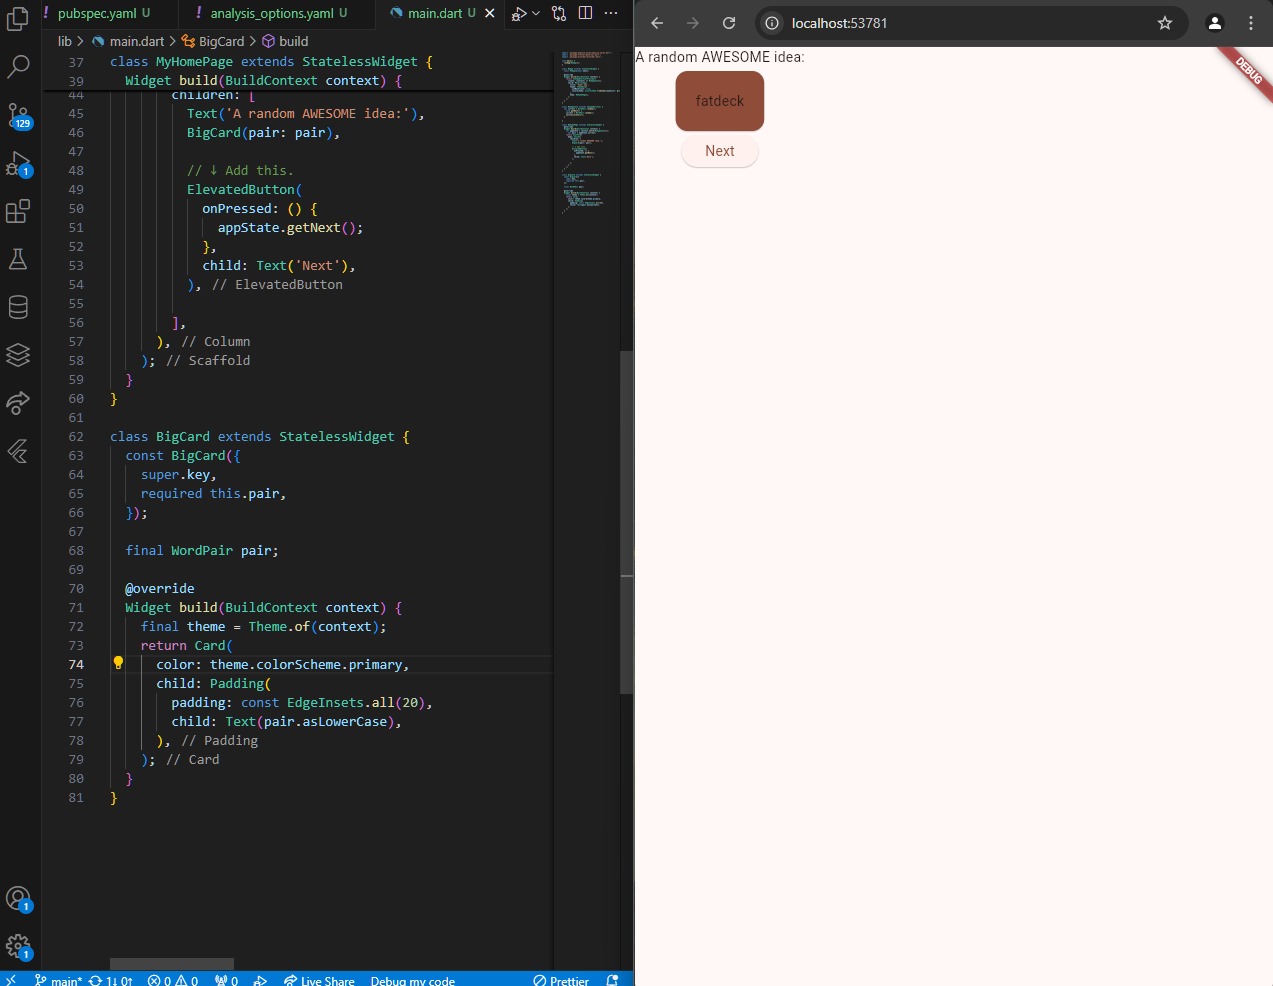 pubspec.yaml U
! analysis_options.yaml U
main.dart U
lib > main.dart > BigCard > build
37 class MyHomePage extends StatelessWidget {
39 Widget build(BuildContext context) {
44 children: [
45 Text('A random AWESOME idea:'),
46 BigCard(pair: pair),
47
48 // ↓ Add this.
49 ElevatedButton(
50 onPressed: () {
51 appState.getNext();
52 },
53 child: Text('Next'),
54 ), // ElevatedButton
55
56 ],
57 ), // Column
58 ); // Scaffold
59 }
60 }
61
62 class BigCard extends StatelessWidget {
63 const BigCard({
64 super.key,
65 required this.pair,
66 });
67
68 final WordPair pair;
69
70 @override
71 Widget build(BuildContext context) {
72 final theme = Theme.of(context);
73 return Card(
74 color: theme.colorScheme.primary,
75 child: Padding(
76 padding: const EdgeInsets.all(20),
77 child: Text(pair.asLowerCase),
78 ), // Padding
79 ); // Card
80 }
81 }
129
1
1
1
main* 1↓ 0↑ 0 0 0 Live Share Debug my code Prettier
localhost:53781
A random AWESOME idea:
DEBUG
fatdeck
Next